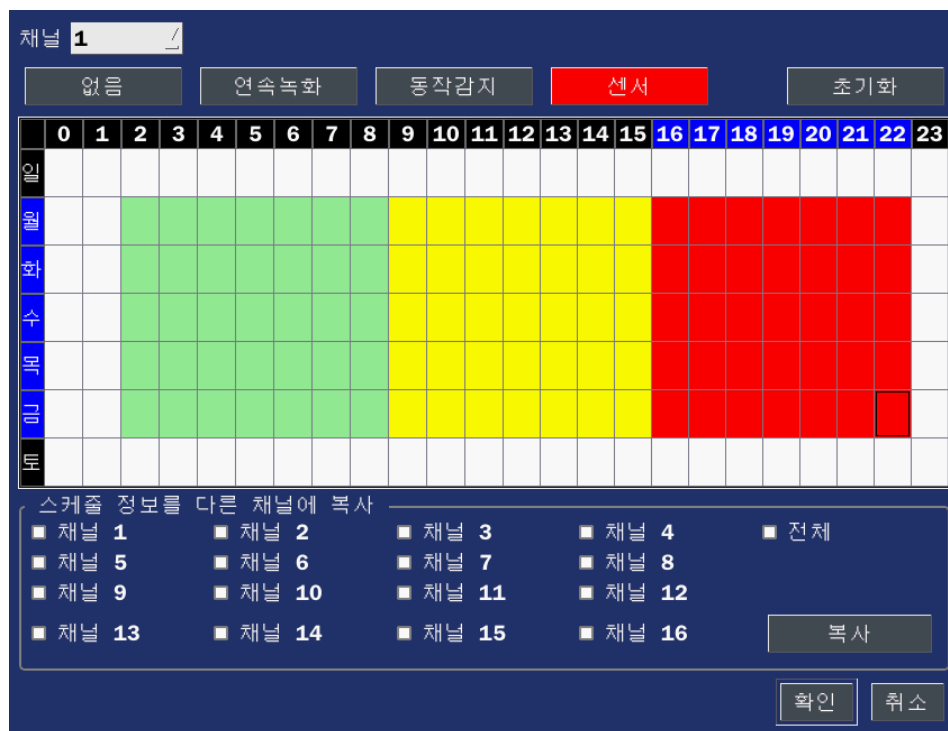 채널 1
없음 연속녹화 동작감지 센서 초기화
0 1 2 3 4 5 6 7 8 9 10 11 12 13 14 15 16 17 18 19 20 21 22 23
일
월
화
수
목
금
토
스케줄 정보를 다른 채널에 복사
채널 1 채널 2 채널 3 채널 4 전체
채널 5 채널 6 채널 7 채널 8
채널 9 채널 10 채널 11 채널 12
채널 13 채널 14 채널 15 채널 16 복사
확인 취소